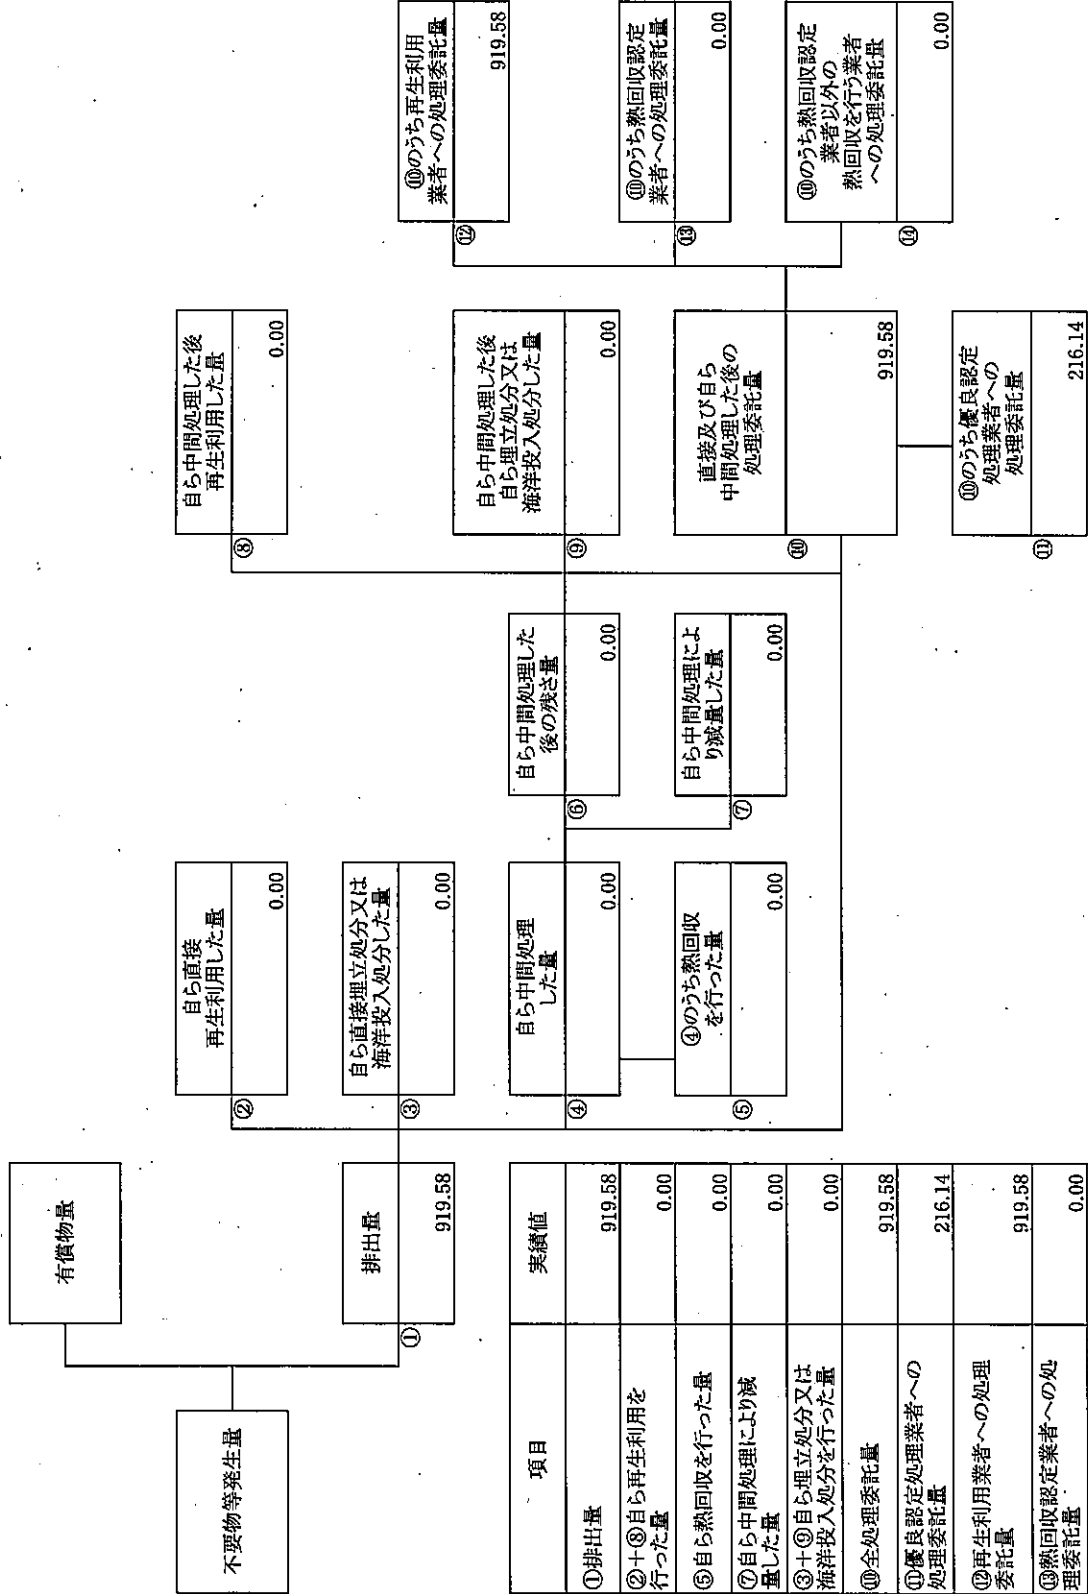 不要物等発生量
有償物量
排出量
①
919.58
自ら直接
再生利用した量
②
0.00
自ら直接埋立処分又は
海洋投入処分した量
③
0.00
自ら中間処理
した量
④
0.00
④のうち熱回収
を行った量
⑤
0.00
自ら中間処理した
後の残さ量
⑥
0.00
自ら中間処理によ
り減量した量
⑦
0.00
自ら中間処理した後
再生利用した量
⑧
0.00
自ら中間処理した後
自ら埋立処分又は
海洋投入処分した量
⑨
0.00
直接及び自ら
中間処理した後の
処理委託量
⑩
919.58
⑩のうち優良認定
処理業者への
処理委託量
⑪
216.14
⑩のうち再生利用
業者への処理委託量
⑫
919.58
⑩のうち熱回収認定
業者への処理委託量
⑬
0.00
⑩のうち熱回収認定
業者以外の
熱回収を行う業者
への処理委託量
⑭
0.00
項目 実績値
①排出量 919.58
②+⑧自ら再生利用を
行った量 0.00
⑤自ら熱回収を行った量 0.00
⑦自ら中間処理により減
量した量 0.00
③+⑨自ら埋立処分又は
海洋投入処分を行った量 0.00
⑩全処理委託量 919.58
⑪優良認定処理業者への
処理委託量 216.14
⑫再生利用業者への処理
委託量 919.58
⑬熱回収認定業者への処
理委託量 0.00